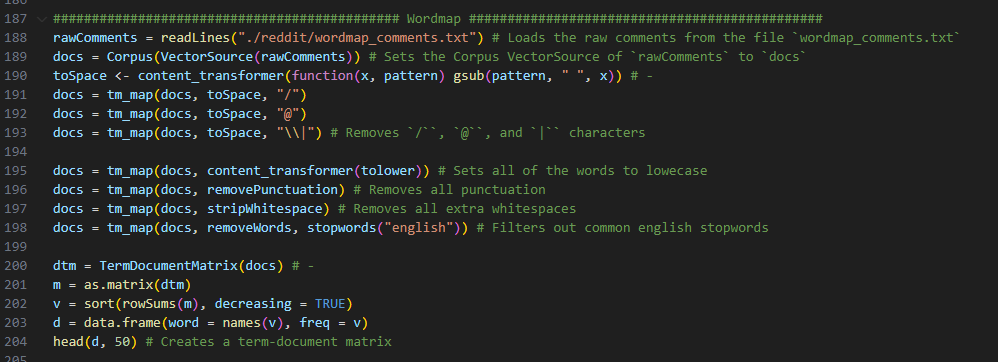 187 ############################################ Wordmap ##############################################
188 rawComments = readLines("./reddit/wordmap_comments.txt") # Loads the raw comments from the file `wordmap_comments.txt`
189 docs = Corpus(VectorSource(rawComments)) # Sets the Corpus VectorSource of `rawComments` to `docs`
190 toSpace <- content_transformer(function(x, pattern) gsub(pattern, " ", x)) # -
191 docs = tm_map(docs, toSpace, "/")
192 docs = tm_map(docs, toSpace, "@")
193 docs = tm_map(docs, toSpace, "\\|") # Removes `/``, `@``, and `|`` characters
194
195 docs = tm_map(docs, content_transformer(tolower)) # Sets all of the words to lowecase
196 docs = tm_map(docs, removePunctuation) # Removes all punctuation
197 docs = tm_map(docs, stripWhitespace) # Removes all extra whitespaces
198 docs = tm_map(docs, removeWords, stopwords("english")) # Filters out common english stopwords
199
200 dtm = TermDocumentMatrix(docs) # -
201 m = as.matrix(dtm)
202 v = sort(rowSums(m), decreasing = TRUE)
203 d = data.frame(word = names(v), freq = v)
204 head(d, 50) # Creates a term-document matrix